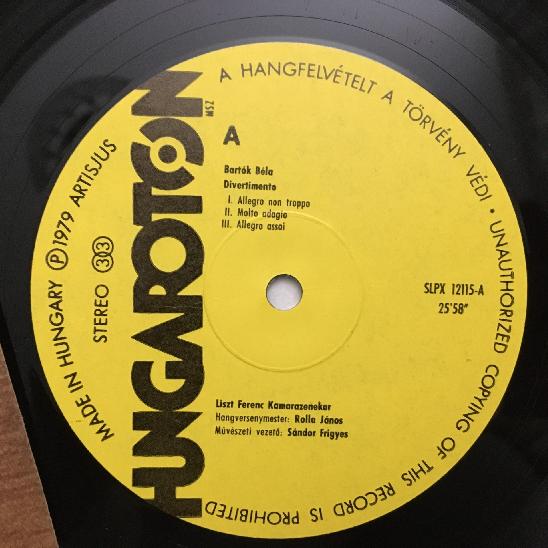 HUNGAROTON
MSZ
A HANGFELVÉTELT A TÖRVÉNY VÉDI • UNAUTHORIZED COPYING OF THIS RECORD IS PROHIBITED
MADE IN HUNGARY Ⓟ 1979 ARTISJUS
STEREO 33
A
Bartók Béla
Divertimento
I. Allegro non troppo
II. Molto adagio
III. Allegro assai
SLPX 12115-A
25'58"
Liszt Ferenc Kamarazenekar
Hangversenymester: Rolla János
Művészeti vezető: Sándor Frigyes